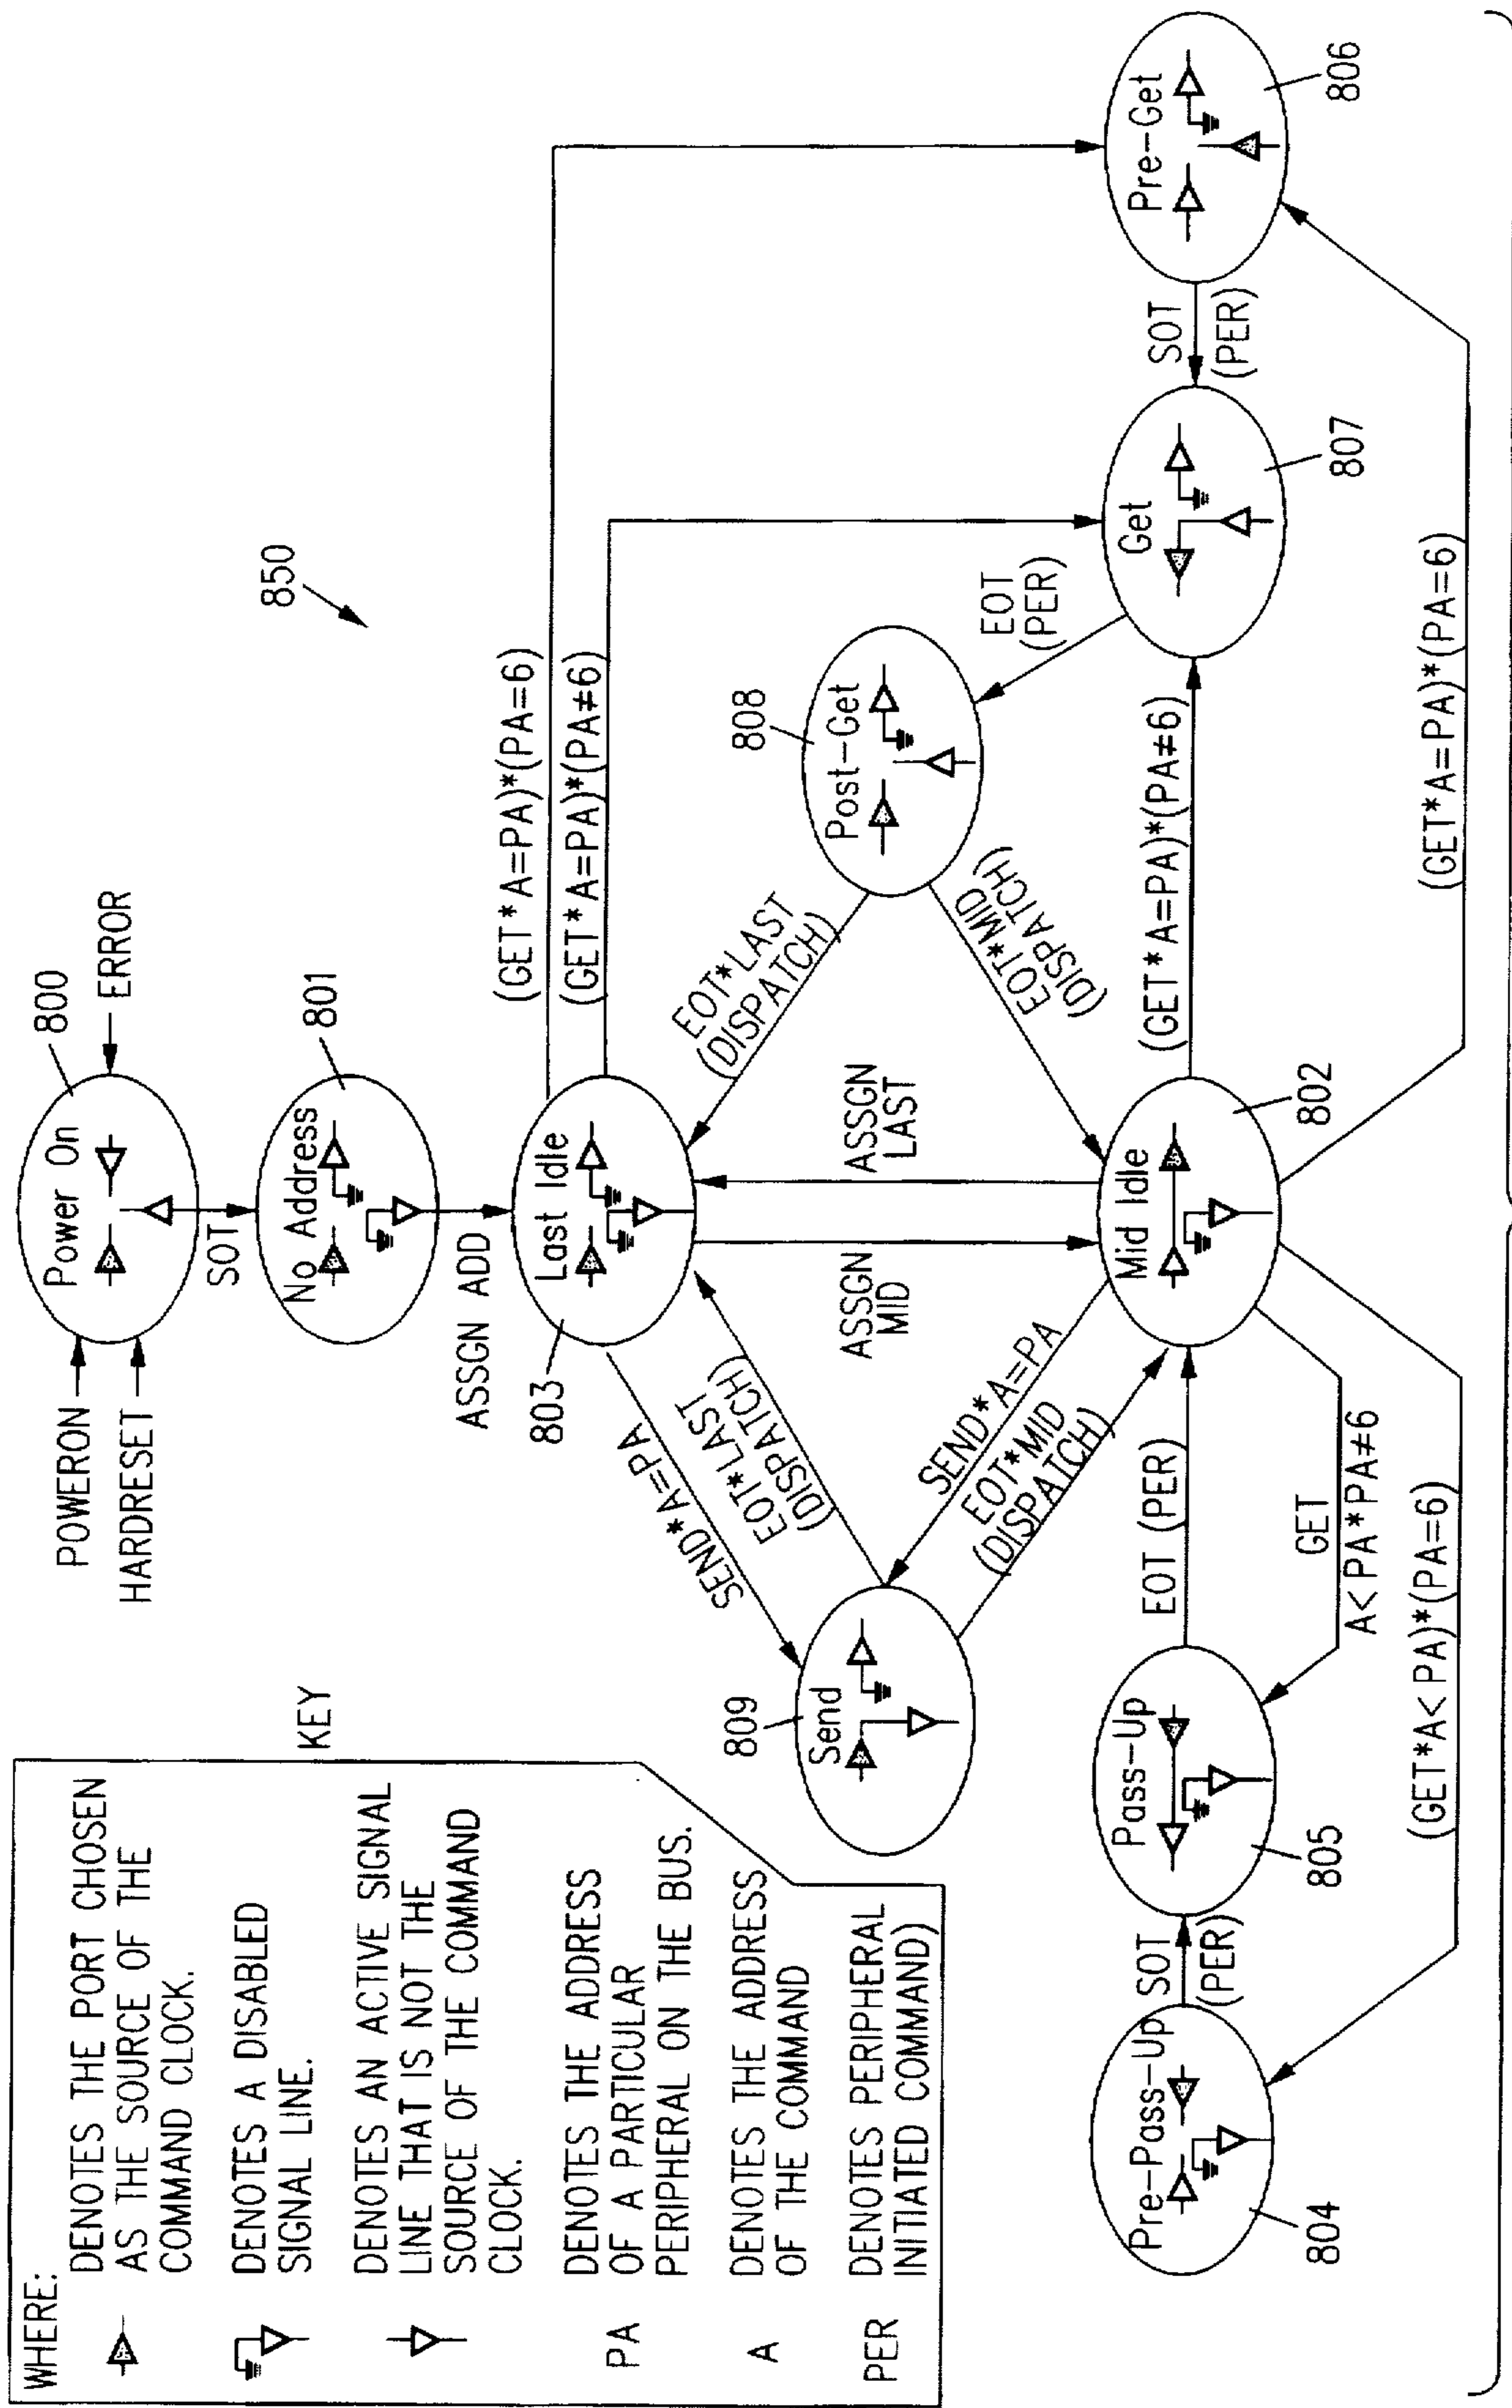 WHERE:
DENOTES THE PORT CHOSEN
AS THE SOURCE OF THE
COMMAND CLOCK.
DENOTES A DISABLED
SIGNAL LINE.
DENOTES AN ACTIVE SIGNAL
LINE THAT IS NOT THE
SOURCE OF THE COMMAND
CLOCK.
PA DENOTES THE ADDRESS
OF A PARTICULAR
PERIPHERAL ON THE BUS.
A DENOTES THE ADDRESS
OF THE COMMAND
PER DENOTES PERIPHERAL
INITIATED COMMAND)
KEY
POWERON
HARDRESET
ERROR
800
Power On
SOT
801
No Address
ASSGN ADD
850
803
Last Idle
(GET*A=PA)*(PA=6)
(GET*A=PA)*(PA≠6)
SEND*A=PA
EOT*LAST
(DISPATCH)
ASSGN
MID
ASSGN
LAST
EOT*LAST
(DISPATCH)
809
Send
808
Post-Get
SEND*A=PA
EOT*MID
(DISPATCH)
EOT*MID
(DISPATCH)
EOT
(PER)
804
Pre-Pass-Up
SOT
(PER)
805
Pass-Up
EOT (PER)
802
Mid Idle
(GET*A=PA)*(PA≠6)
807
Get
SOT
(PER)
806
Pre-Get
GET
A<PA*PA≠6
(GET*A<PA)*(PA=6)
(GET*A=PA)*(PA=6)